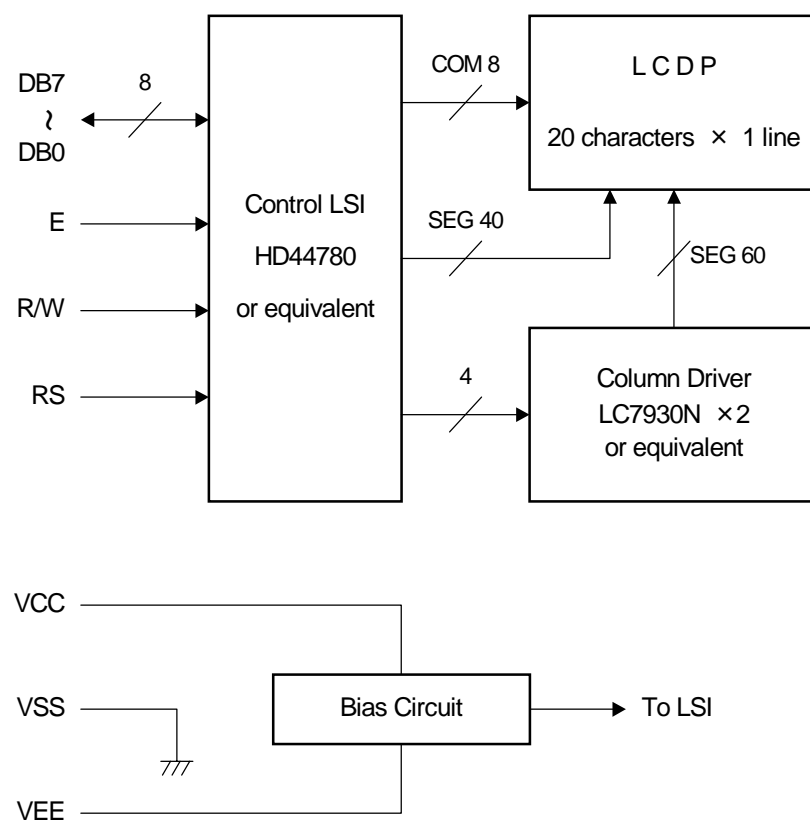 DB7
~
DB0
8
E
R/W
RS
Control LSI
HD44780
or equivalent
COM 8
SEG 40
4
L C D P
20 characters × 1 line
SEG 60
Column Driver
LC7930N ×2
or equivalent
VCC
VSS
VEE
Bias Circuit
To LSI